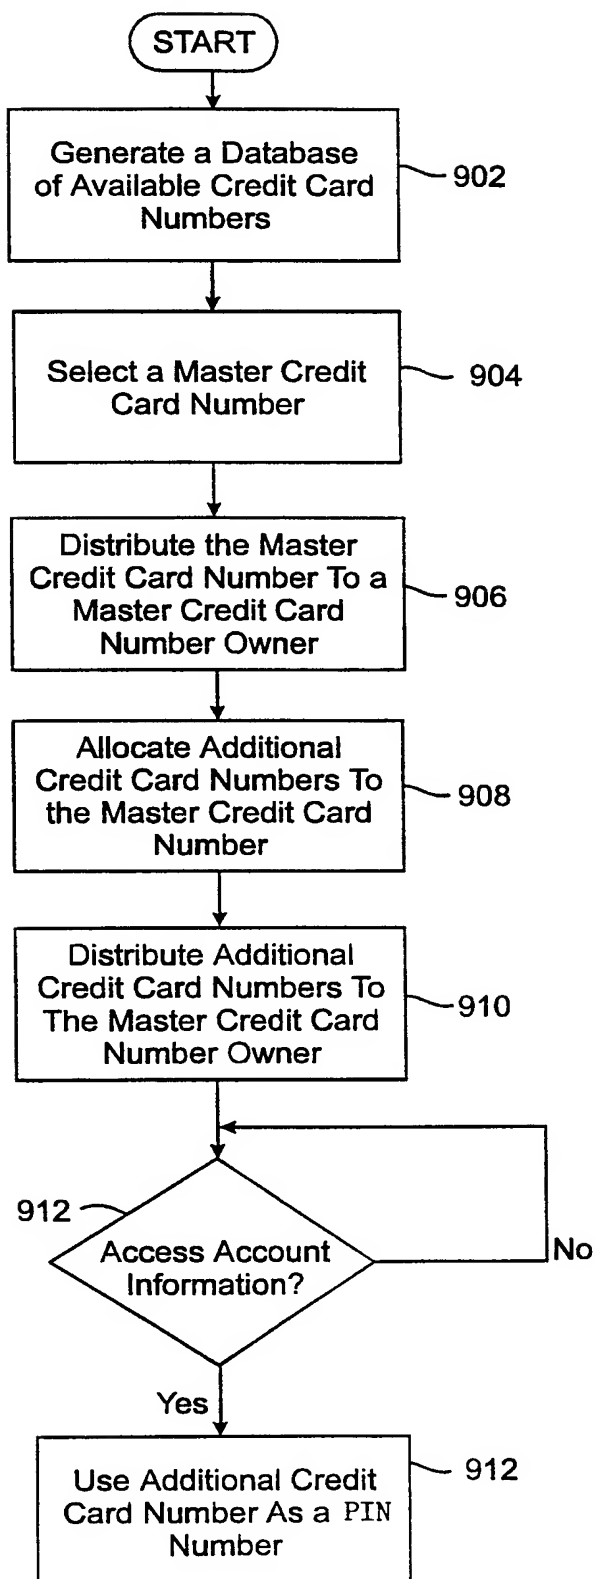 START
Generate a Database
of Available Credit Card
Numbers
902
Select a Master Credit
Card Number
904
Distribute the Master
Credit Card Number To a
Master Credit Card
Number Owner
906
Allocate Additional
Credit Card Numbers To
the Master Credit Card
Number
908
Distribute Additional
Credit Card Numbers To
The Master Credit Card
Number Owner
910
912
Access Account
Information?
No
Yes
Use Additional Credit
Card Number As a PIN
Number
912